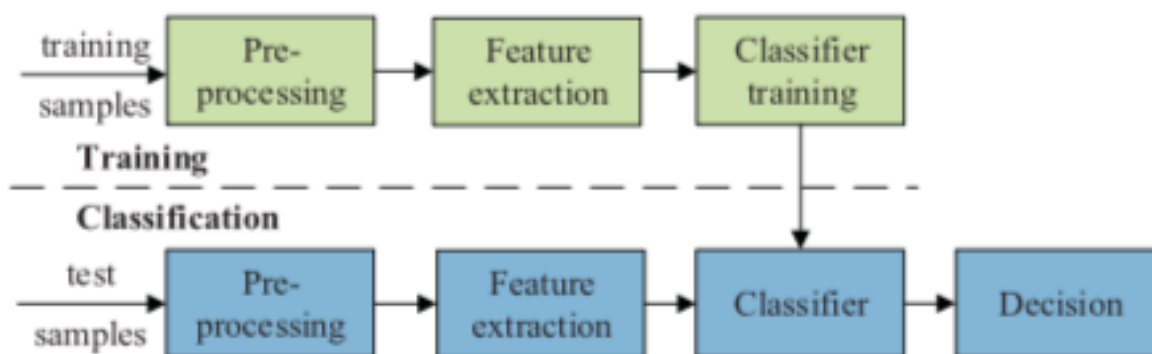 training
samples
Pre-
processing
Feature
extraction
Classifier
training
Training
Classification
test
samples
Pre-
processing
Feature
extraction
Classifier
Decision